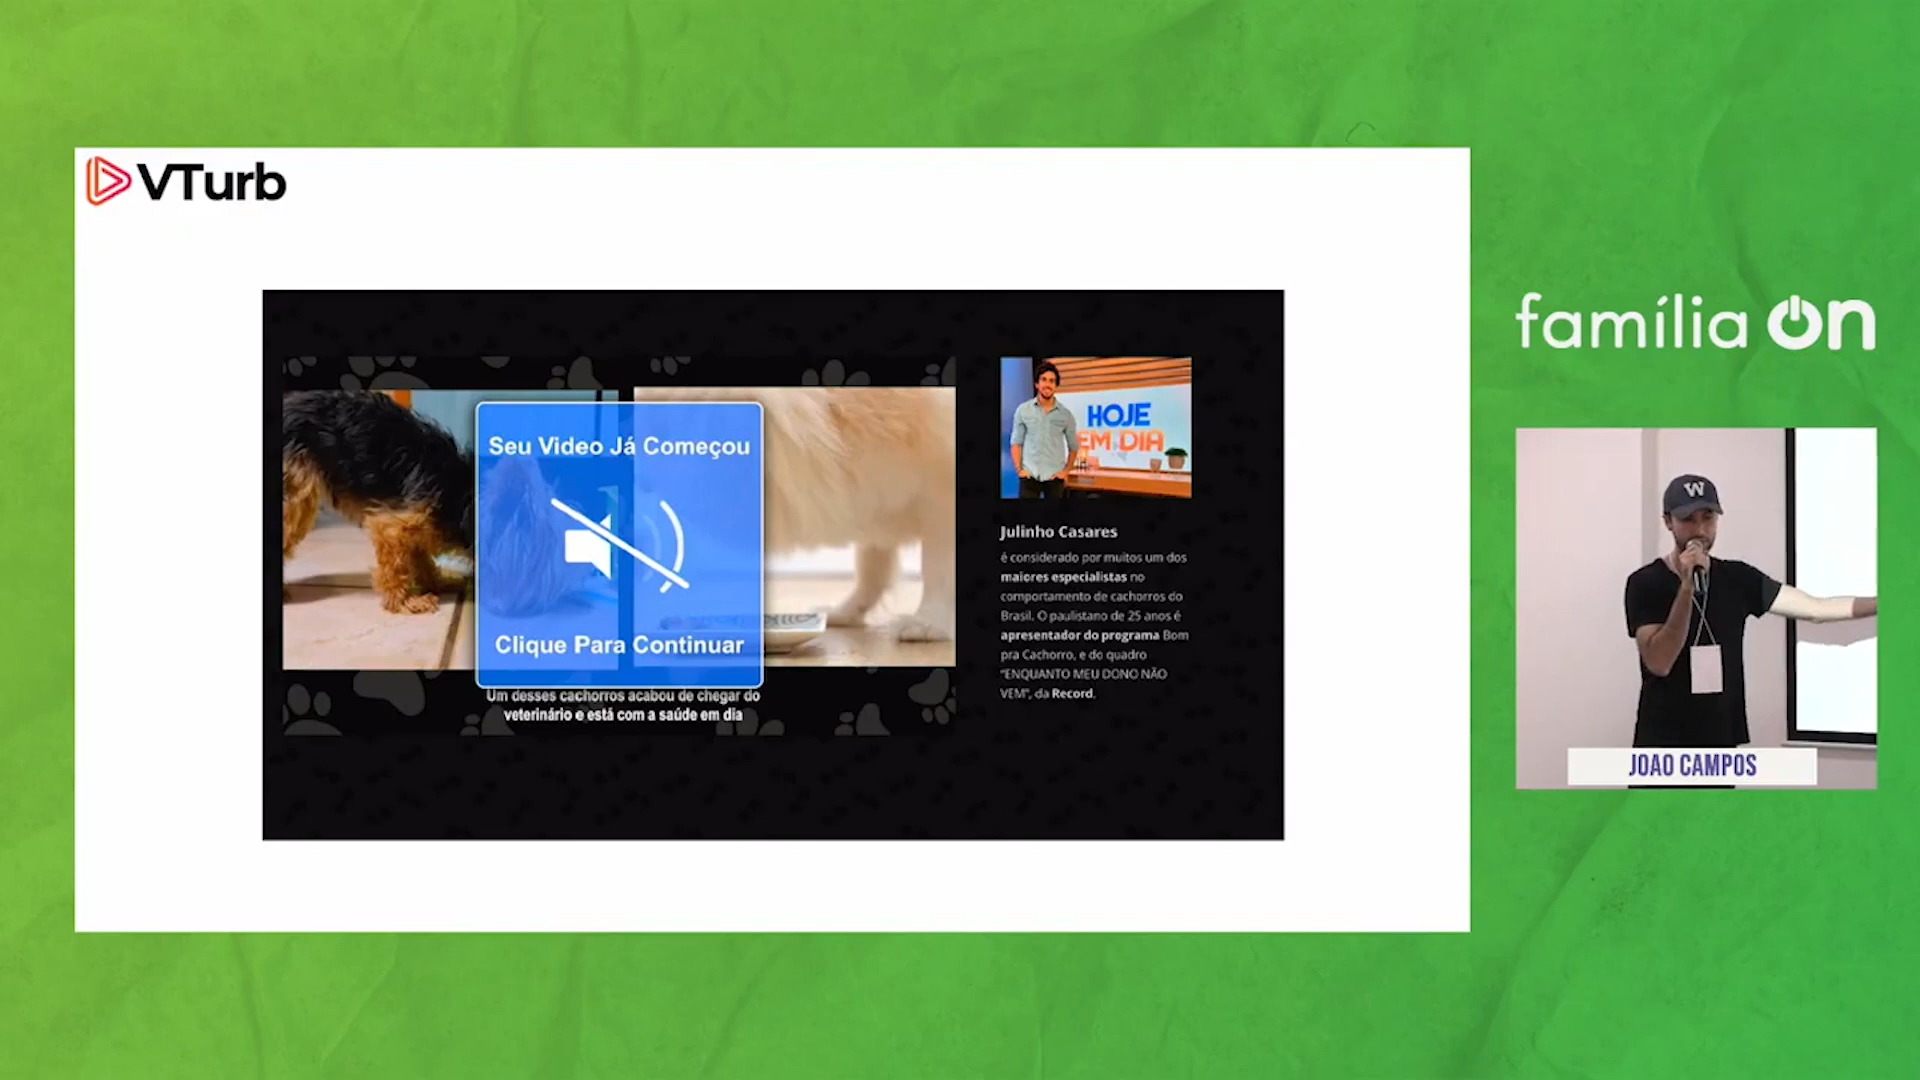 VTurb
Seu Video Já Começou
Clique Para Continuar
Um desses cachorros acabou de chegar do
veterinário e está com a saúde em dia
HOJE
EM DIA
Julinho Casares
é considerado por muitos um dos
maiores especialistas no
comportamento de cachorros do
Brasil. O paulistano de 25 anos é
apresentador do programa Bom
pra Cachorro, e do quadro
"ENQUANTO MEU DONO NÃO
VEM", da Record.
família on
W
JOAO CAMPOS